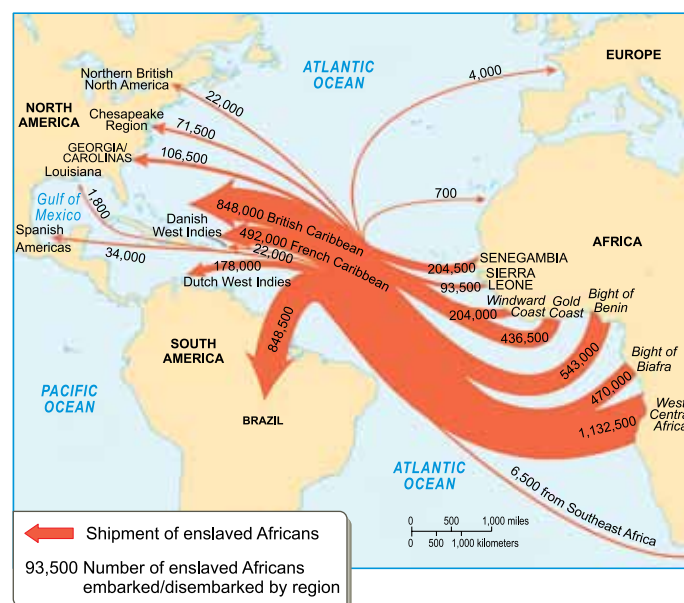 ATLANTIC
OCEAN
EUROPE
4,000
Northern British
North America
22,000
NORTH
AMERICA
Chesapeake
Region
71,500
GEORGIA/
CAROLINAS
106,500
Louisiana
1,800
Gulf of
Mexico
700
Danish
West Indies
848,000 British Caribbean
492,000 French Caribbean
22,000
Spanish
Americas
34,000
178,000
Dutch West Indies
AFRICA
SENEGAMBIA
204,500
SIERRA
LEONE
93,500
Windward
Coast
Gold
Coast
Bight of
Benin
204,000
436,500
543,000
Bight of
Biafra
470,000
West
Central
Africa
1,132,500
848,500
SOUTH
AMERICA
PACIFIC
OCEAN
BRAZIL
ATLANTIC
OCEAN
6,500 from Southeast Africa
0 500 1,000 miles
0 500 1,000 kilometers
Shipment of enslaved Africans
93,500 Number of enslaved Africans
embarked/disembarked by region